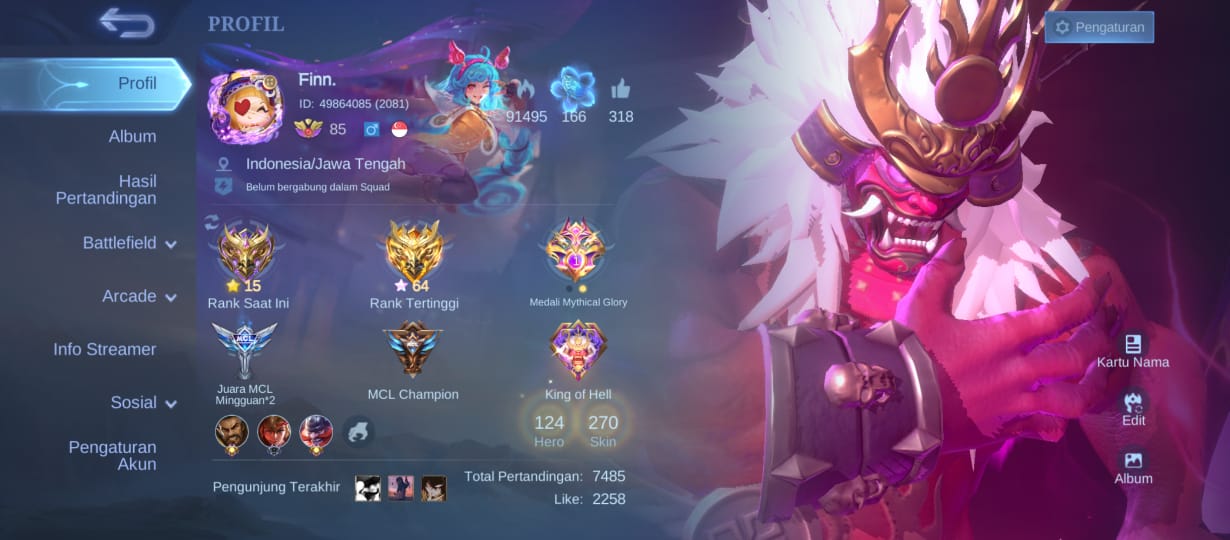 PROFIL
Pengaturan
Profil
Album
Hasil
Pertandingan
Battlefield
Arcade
Info Streamer
Sosial
Pengaturan
Akun
Finn.
ID: 49864085 (2081)
85
91495
166
318
Indonesia/Jawa Tengah
Belum bergabung dalam Squad
15
Rank Saat Ini
64
Rank Tertinggi
1
Medali Mythical Glory
MCL
Juara MCL
Mingguan*2
MCL Champion
King of Hell
124
Hero
270
Skin
Pengunjung Terakhir
Total Pertandingan: 7485
Like: 2258
Kartu Nama
Edit
Album